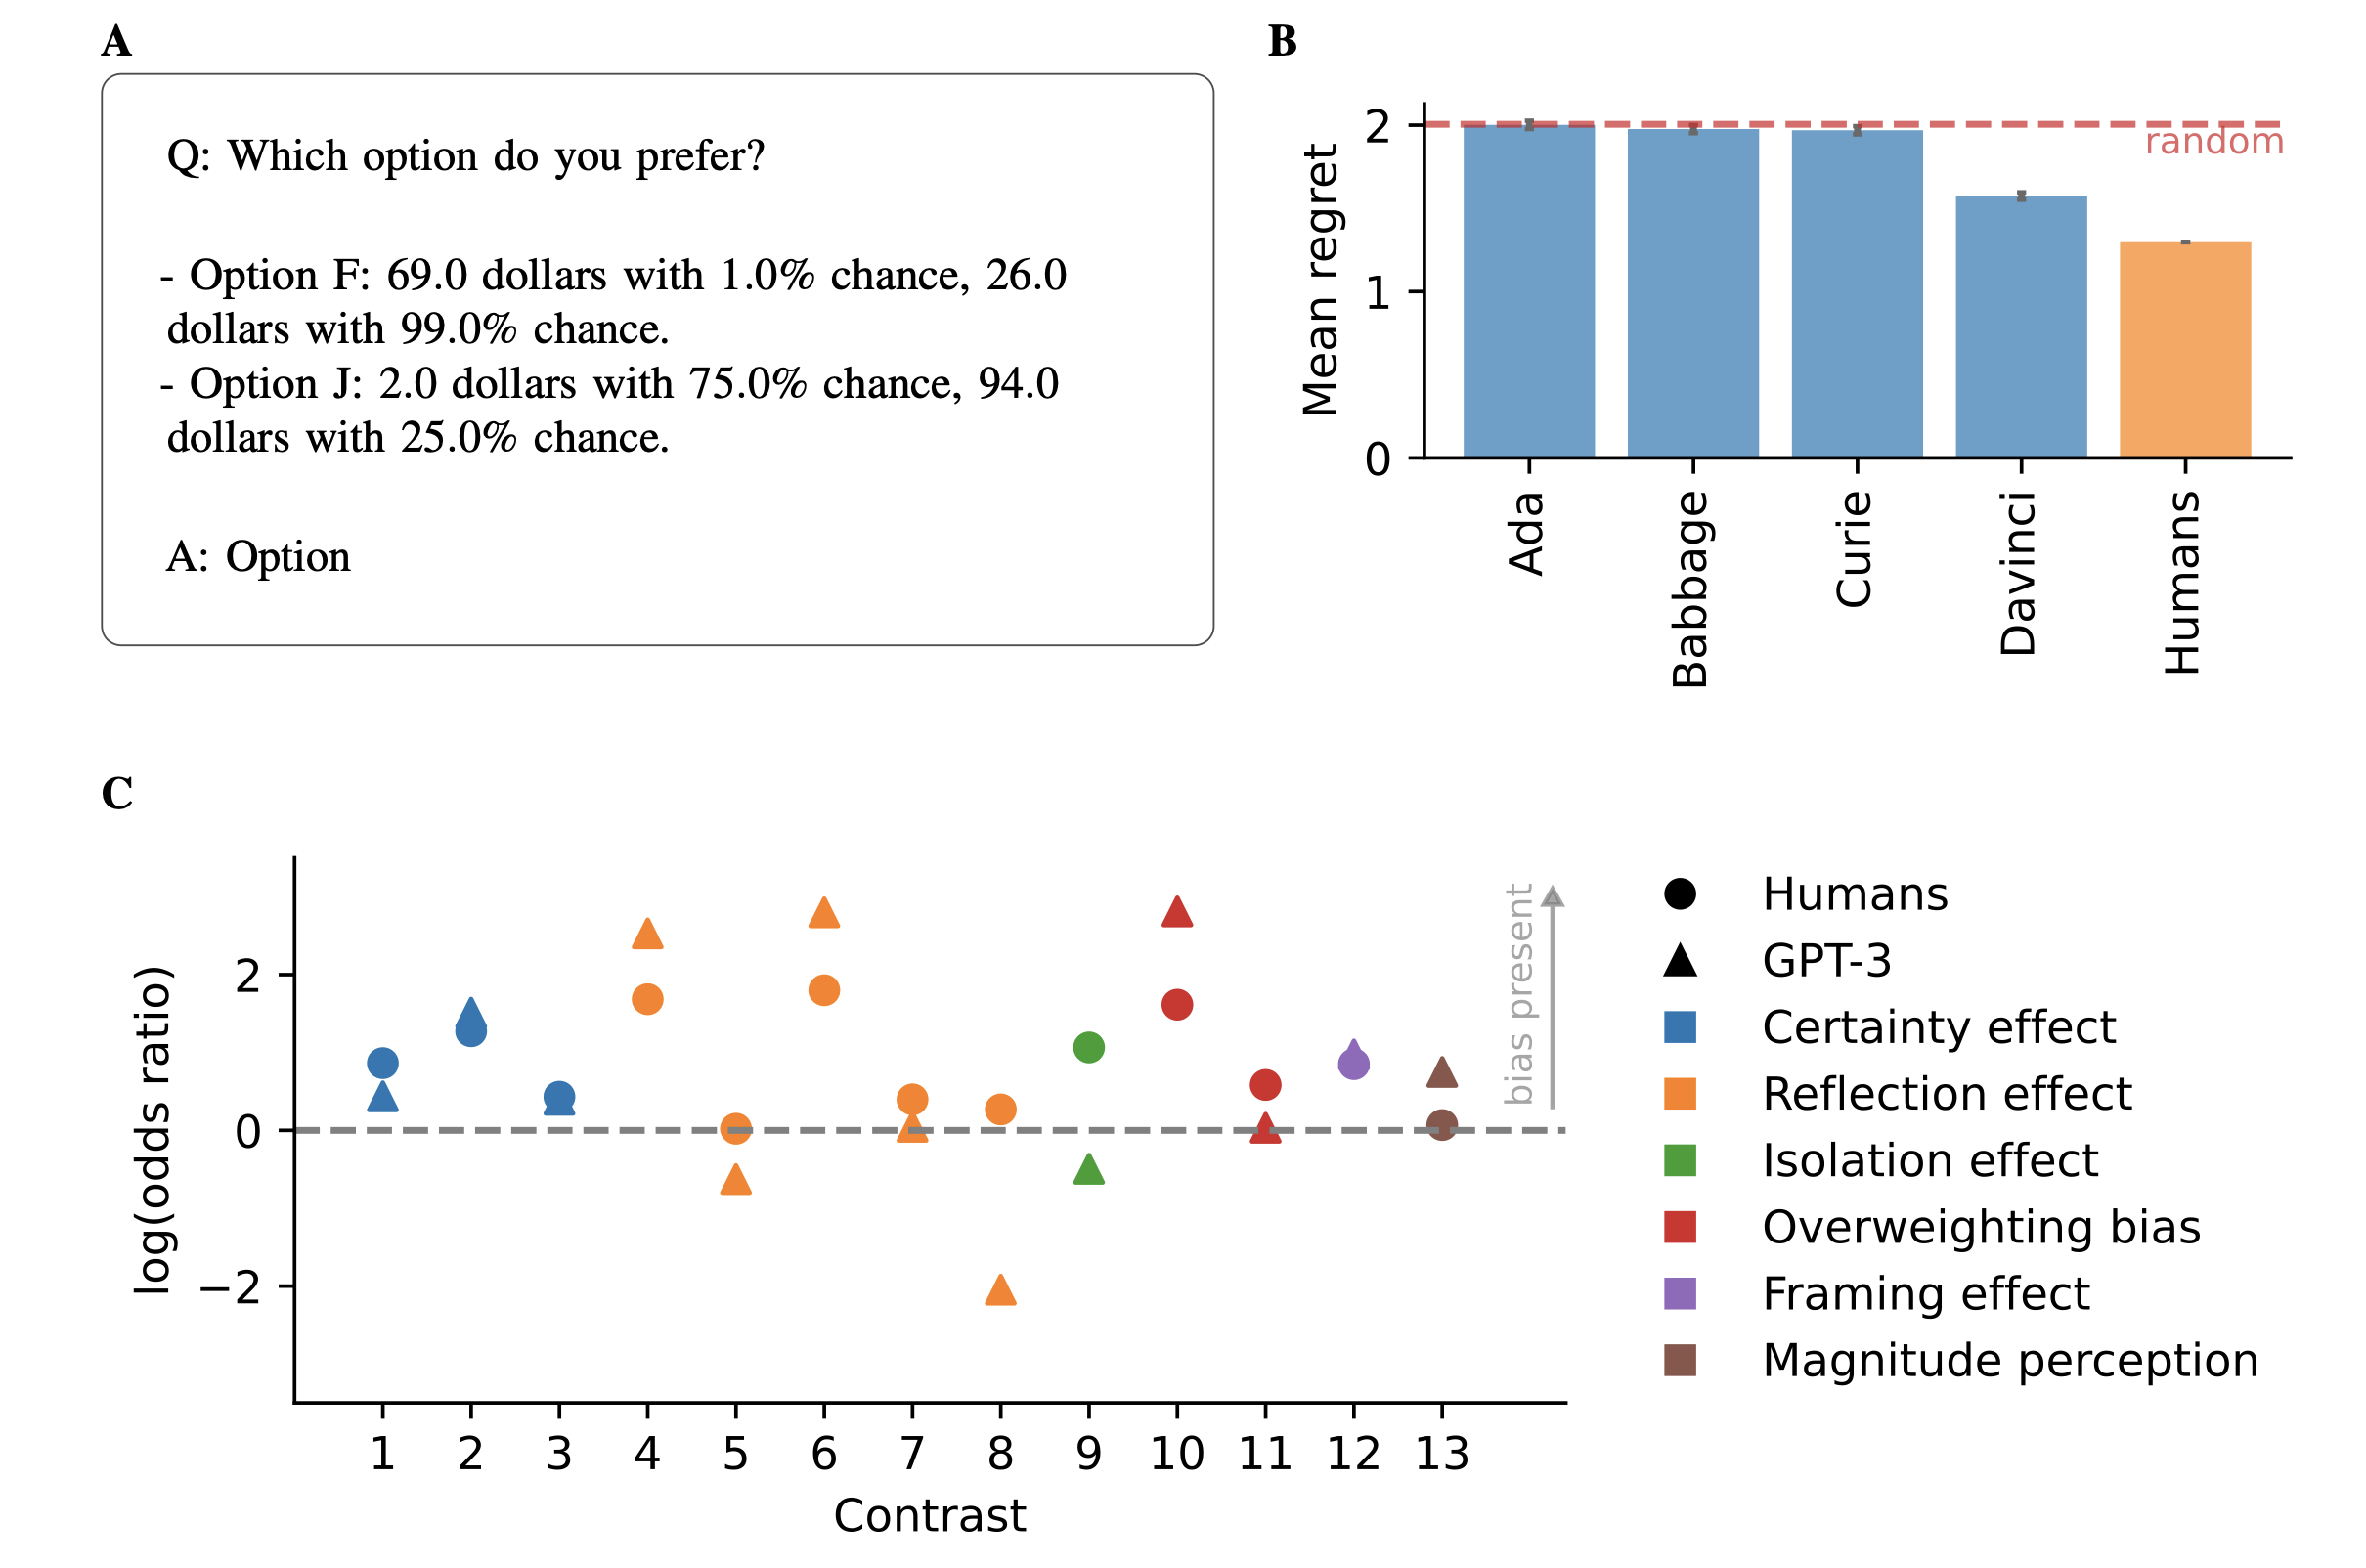 A
Q: Which option do you prefer?
- Option F: 69.0 dollars with 1.0% chance, 26.0
dollars with 99.0% chance.
- Option J: 2.0 dollars with 75.0% chance, 94.0
dollars with 25.0% chance.
A: Option
B
Mean regret
2
1
0
random
Ada
Babbage
Curie
Davinci
Humans
C
log(odds ratio)
2
0
−2
bias present
1 2 3 4 5 6 7 8 9 10 11 12 13
Contrast
Humans
GPT-3
Certainty effect
Reflection effect
Isolation effect
Overweighting bias
Framing effect
Magnitude perception